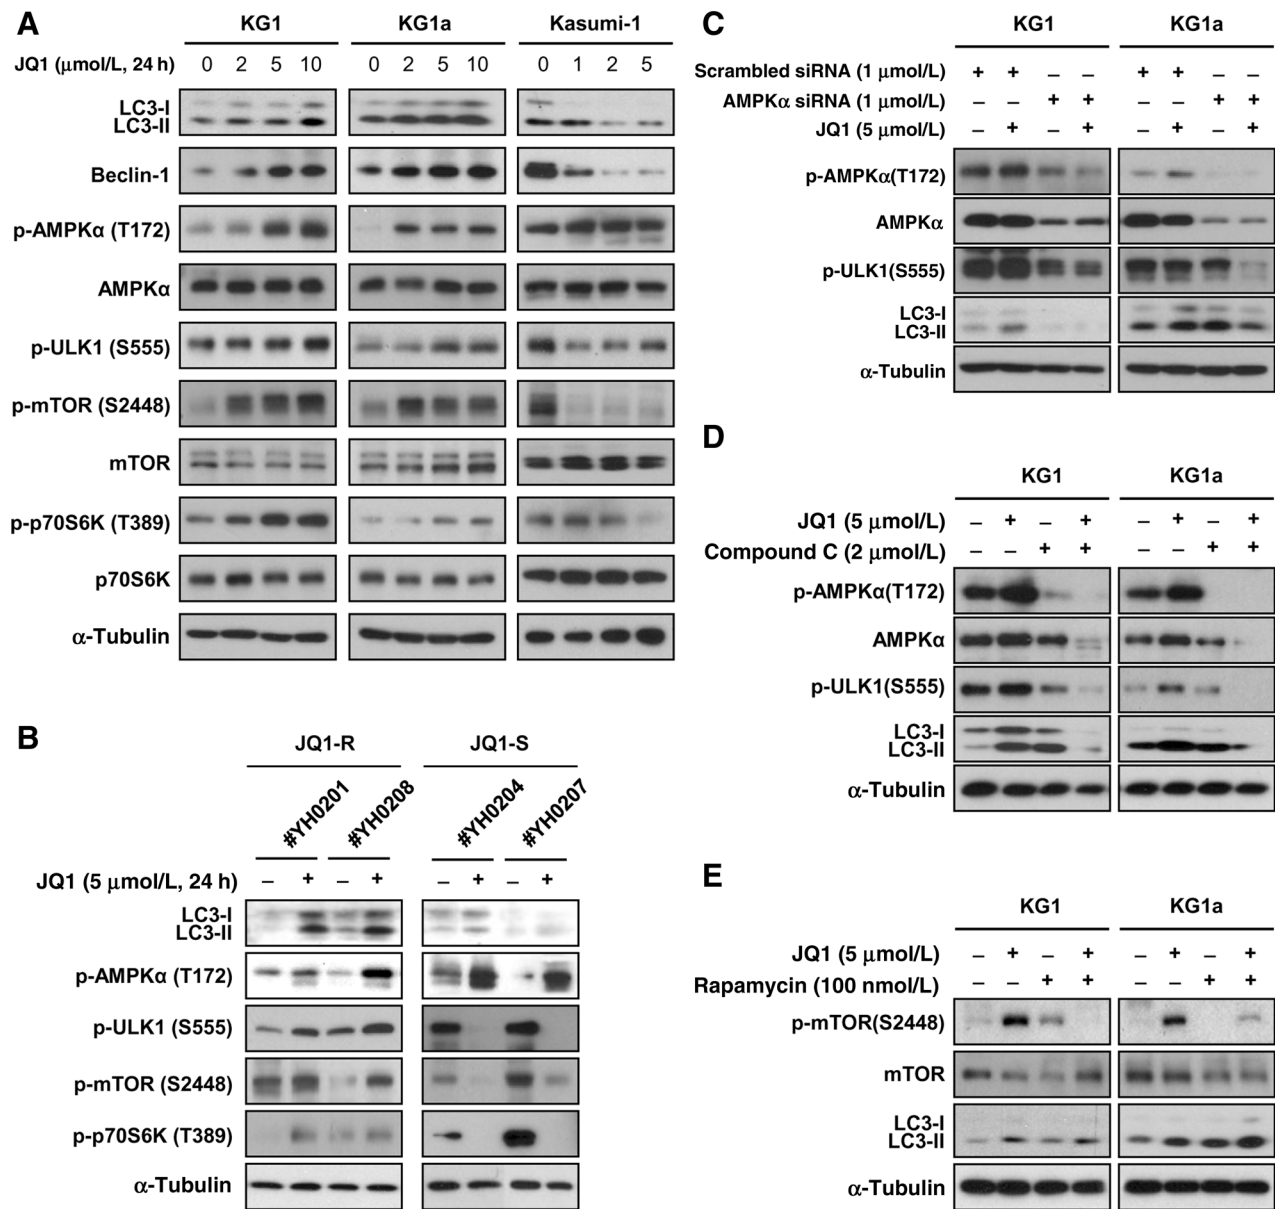 A
KG1 KG1a Kasumi-1
JQ1 (μmol/L, 24 h) 0 2 5 10 0 2 5 10 0 1 2 5
LC3-I
LC3-II
Beclin-1
p-AMPKα (T172)
AMPKα
p-ULK1 (S555)
p-mTOR (S2448)
mTOR
p-p70S6K (T389)
p70S6K
α-Tubulin
B
JQ1-R JQ1-S
#YH0201 #YH0208 #YH0204 #YH0207
JQ1 (5 μmol/L, 24 h) – + – + – + – +
LC3-I
LC3-II
p-AMPKα (T172)
p-ULK1 (S555)
p-mTOR (S2448)
p-p70S6K (T389)
α-Tubulin
C
KG1 KG1a
Scrambled siRNA (1 μmol/L) + + – – + + – –
AMPKα siRNA (1 μmol/L) – – + + – – + +
JQ1 (5 μmol/L) – + – + – + – +
p-AMPKα(T172)
AMPKα
p-ULK1(S555)
LC3-I
LC3-II
α-Tubulin
D
KG1 KG1a
JQ1 (5 μmol/L) – + – + – + – +
Compound C (2 μmol/L) – – + + – – + +
p-AMPKα(T172)
AMPKα
p-ULK1(S555)
LC3-I
LC3-II
α-Tubulin
E
KG1 KG1a
JQ1 (5 μmol/L) – + – + – + – +
Rapamycin (100 nmol/L) – – + + – – + +
p-mTOR(S2448)
mTOR
LC3-I
LC3-II
α-Tubulin